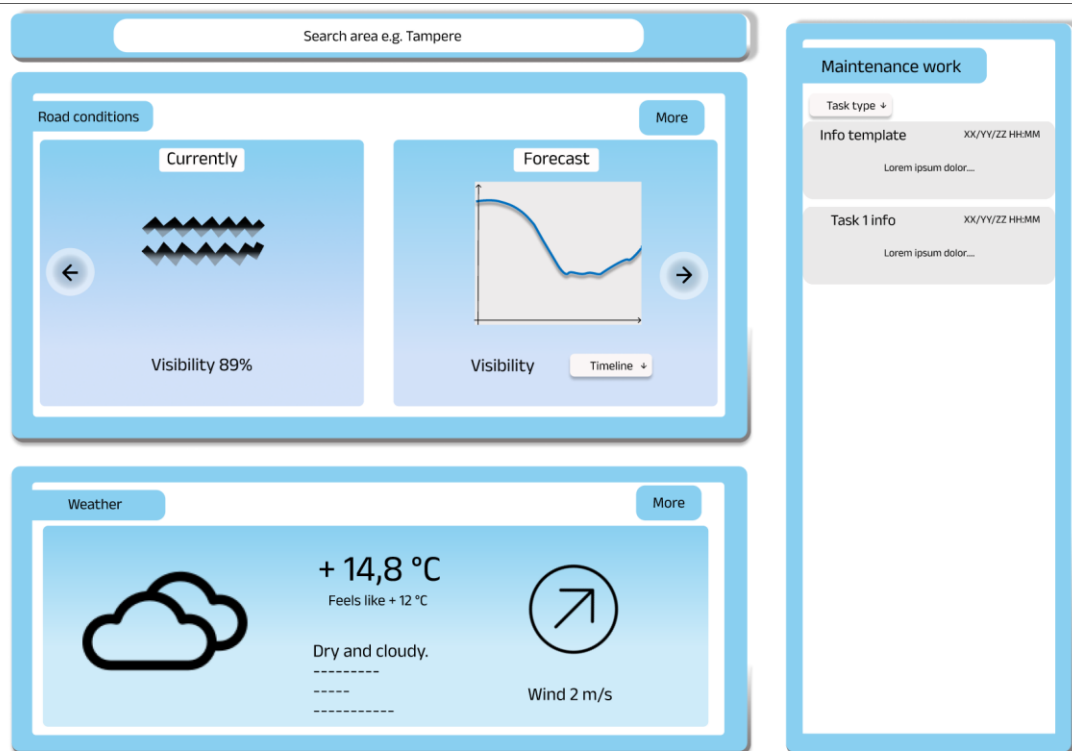 Search area e.g. Tampere
Road conditions
More
Currently
Visibility 89%
Forecast
Visibility
Timeline ↓
Weather
More
+ 14,8 °C
Feels like + 12 °C
Dry and cloudy.
---------
-----
-----------
Wind 2 m/s
Maintenance work
Task type ↓
Info template
XX/YY/ZZ HH:MM
Lorem ipsum dolor....
Task 1 info
XX/YY/ZZ HH:MM
Lorem ipsum dolor....